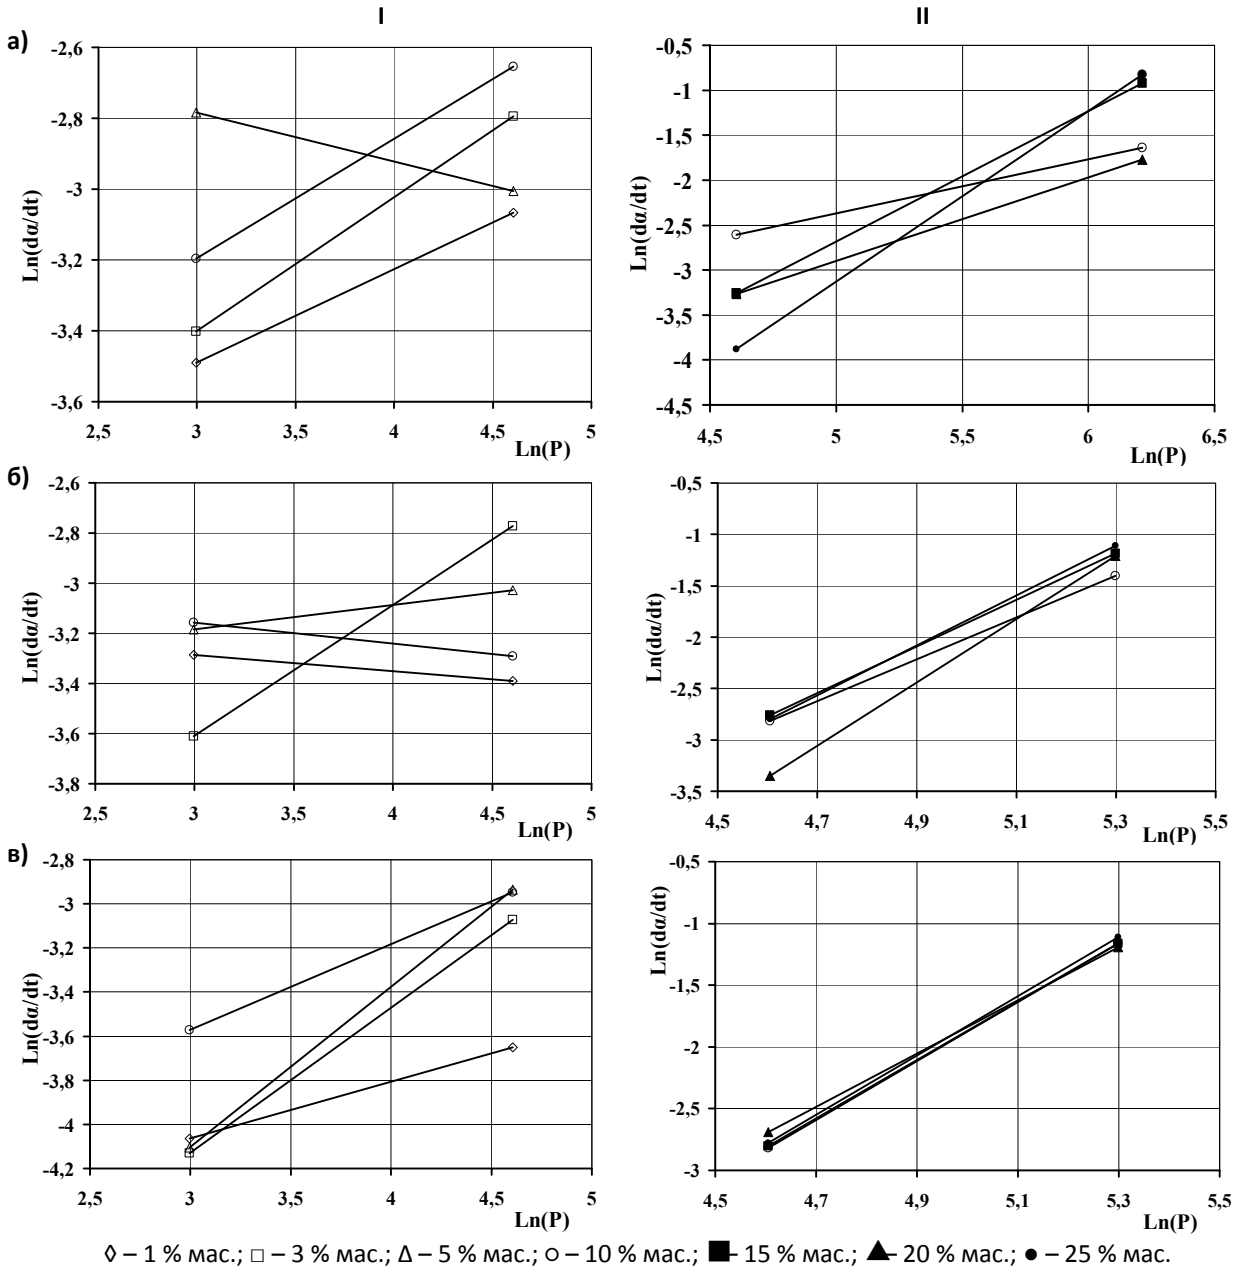 I II
а)
-2,6
-2,8
-3
-3,2
-3,4
-3,6
2,5 3 3,5 4 4,5 5
Ln(dα/dt)
Ln(P)
-0,5
-1
-1,5
-2
-2,5
-3
-3,5
-4
-4,5
4,5 5 5,5 6 6,5
Ln(dα/dt)
Ln(P)
б)
-2,6
-2,8
-3
-3,2
-3,4
-3,6
-3,8
2,5 3 3,5 4 4,5 5
Ln(dα/dt)
Ln(P)
-0,5
-1
-1,5
-2
-2,5
-3
-3,5
4,5 4,7 4,9 5,1 5,3 5,5
Ln(dα/dt)
Ln(P)
в)
-2,8
-3
-3,2
-3,4
-3,6
-3,8
-4
-4,2
2,5 3 3,5 4 4,5 5
Ln(dα/dt)
Ln(P)
-0,5
-1
-1,5
-2
-2,5
-3
4,5 4,7 4,9 5,1 5,3 5,5
Ln(dα/dt)
Ln(P)
◊ – 1 % мас.; □ – 3 % мас.; Δ – 5 % мас.; ○ – 10 % мас.; ■ – 15 % мас.; ▲ – 20 % мас.; ● – 25 % мас.